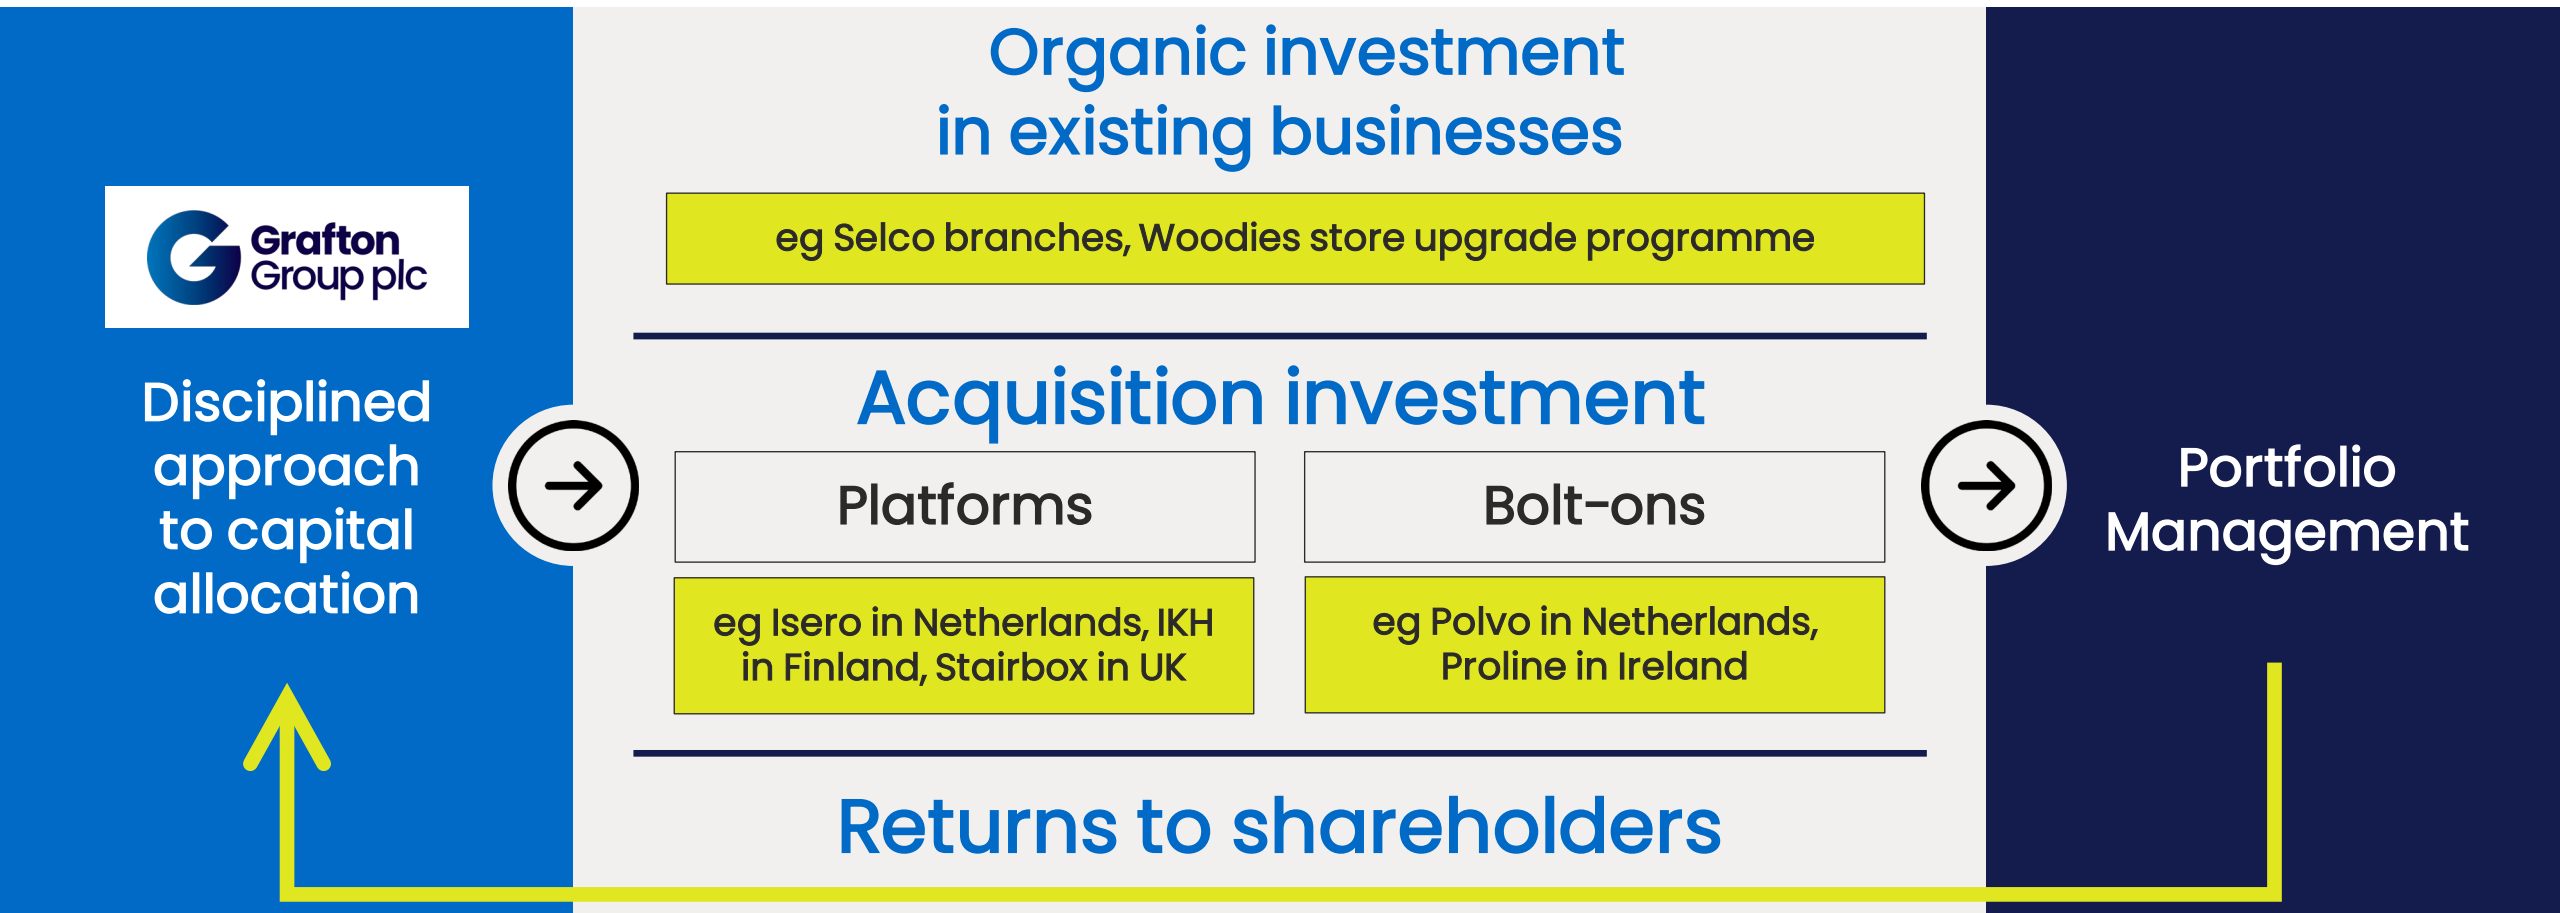 Grafton
Group plc
Disciplined
approach
to capital
allocation
Organic investment
in existing businesses
eg Selco branches, Woodies store upgrade programme
Acquisition investment
Platforms
eg Isero in Netherlands, IKH
in Finland, Stairbox in UK
Bolt-ons
eg Polvo in Netherlands,
Proline in Ireland
Returns to shareholders
Portfolio
Management